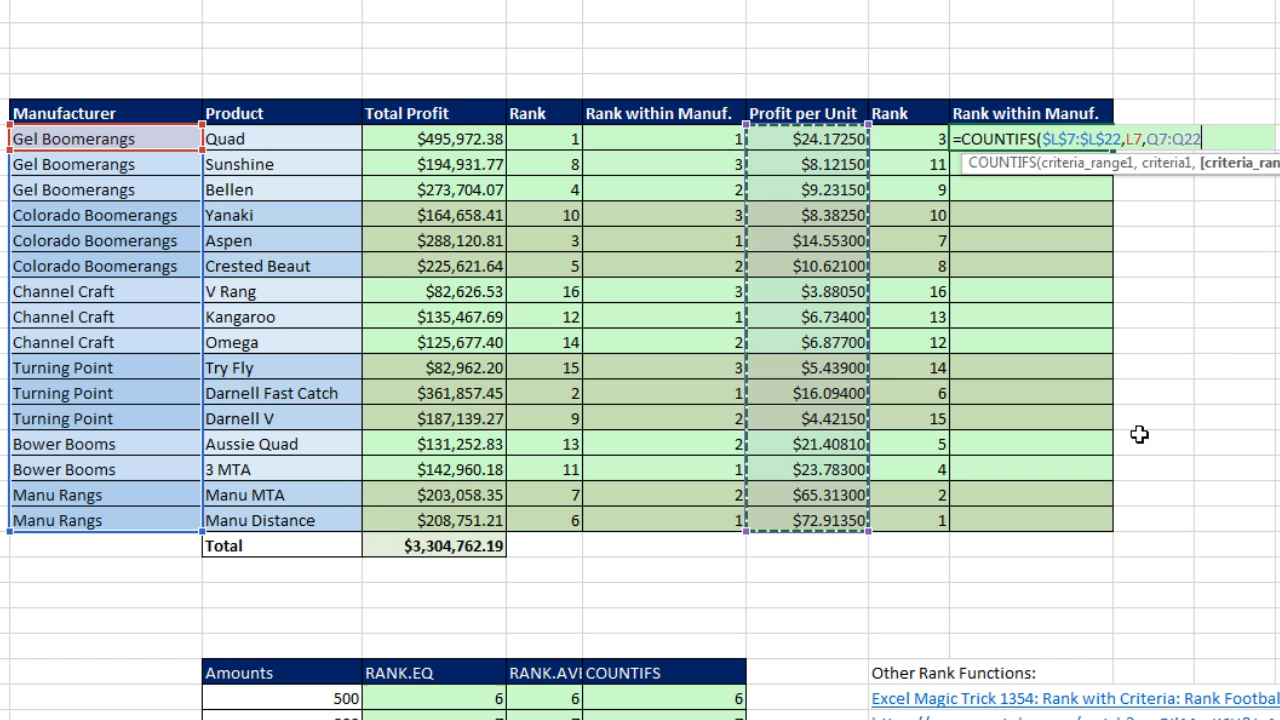 Manufacturer Product Total Profit Rank Rank within Manuf. Profit per Unit Rank Rank within Manuf.
Gel Boomerangs Quad $495,972.38 1 1 $24.17250 3 =COUNTIFS($L$7:$L$22,L7,Q7:Q22
COUNTIFS(criteria_range1, criteria1, [criteria_ran
Gel Boomerangs Sunshine $194,931.77 8 3 $8.12150 11
Gel Boomerangs Bellen $273,704.07 4 2 $9.23150 9
Colorado Boomerangs Yanaki $164,658.41 10 3 $8.38250 10
Colorado Boomerangs Aspen $288,120.81 3 1 $14.55300 7
Colorado Boomerangs Crested Beaut $225,621.64 5 2 $10.62100 8
Channel Craft V Rang $82,626.53 16 3 $3.88050 16
Channel Craft Kangaroo $135,467.69 12 1 $6.73400 13
Channel Craft Omega $125,677.40 14 2 $6.87700 12
Turning Point Try Fly $82,962.20 15 3 $5.43900 14
Turning Point Darnell Fast Catch $361,857.45 2 1 $16.09400 6
Turning Point Darnell V $187,139.27 9 2 $4.42150 15
Bower Booms Aussie Quad $131,252.83 13 2 $21.40810 5
Bower Booms 3 MTA $142,960.18 11 1 $23.78300 4
Manu Rangs Manu MTA $203,058.35 7 2 $65.31300 2
Manu Rangs Manu Distance $208,751.21 6 1 $72.91350 1
Total $3,304,762.19
Amounts RANK.EQ RANK.AV COUNTIFS Other Rank Functions:
500 6 6 6 Excel Magic Trick 1354: Rank with Criteria: Rank Footbal